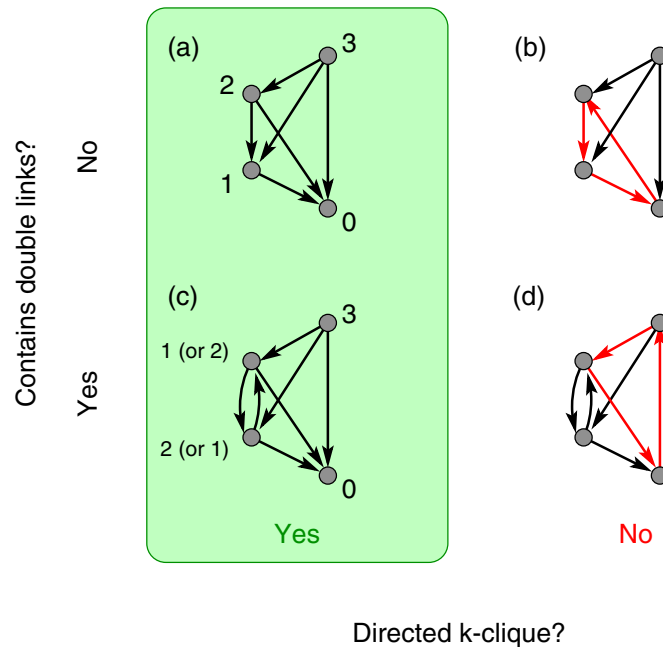 (a)
3
2
1
0
(b)
No
Contains double links?
(c)
3
1 (or 2)
2 (or 1)
0
(d)
Yes
Yes
No
Directed k-clique?